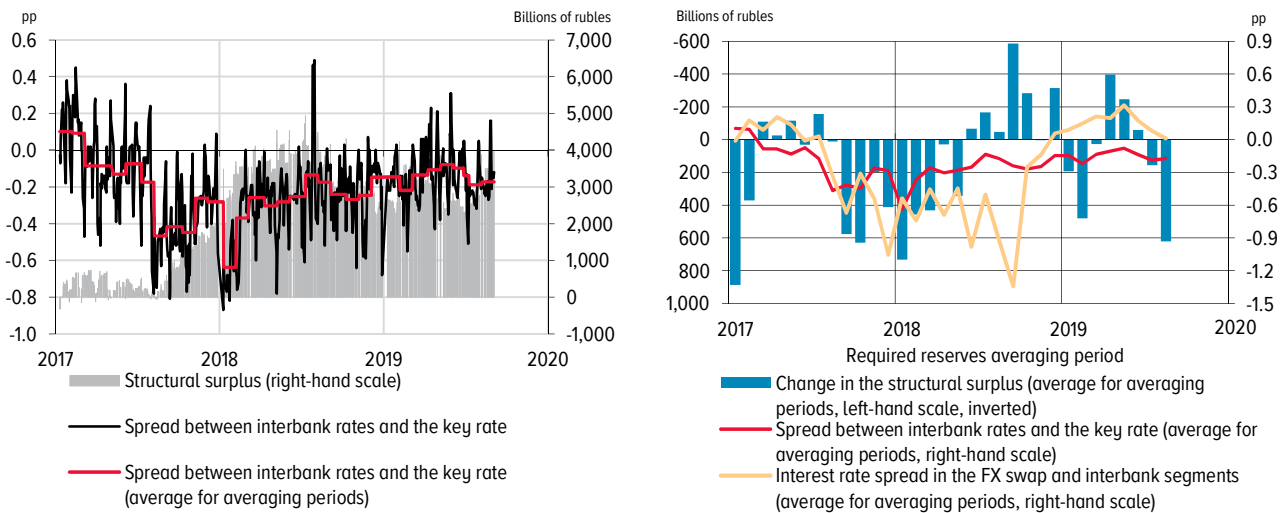 pp
Billions of rubles
0.6
0.4
0.2
0.0
-0.2
-0.4
-0.6
-0.8
-1.0
7,000
6,000
5,000
4,000
3,000
2,000
1,000
0
-1,000
2017
2018
2019
2020
Structural surplus (right-hand scale)
Spread between interbank rates and the key rate
Spread between interbank rates and the key rate
(average for averaging periods)
Billions of rubles
pp
-600
-400
-200
0
200
400
600
800
1,000
0.9
0.6
0.3
0.0
-0.3
-0.6
-0.9
-1.2
-1.5
2017
2018
2019
2020
Required reserves averaging period
Change in the structural surplus (average for averaging
periods, left-hand scale, inverted)
Spread between interbank rates and the key rate (average for
averaging periods, right-hand scale)
Interest rate spread in the FX swap and interbank segments
(average for averaging periods, right-hand scale)